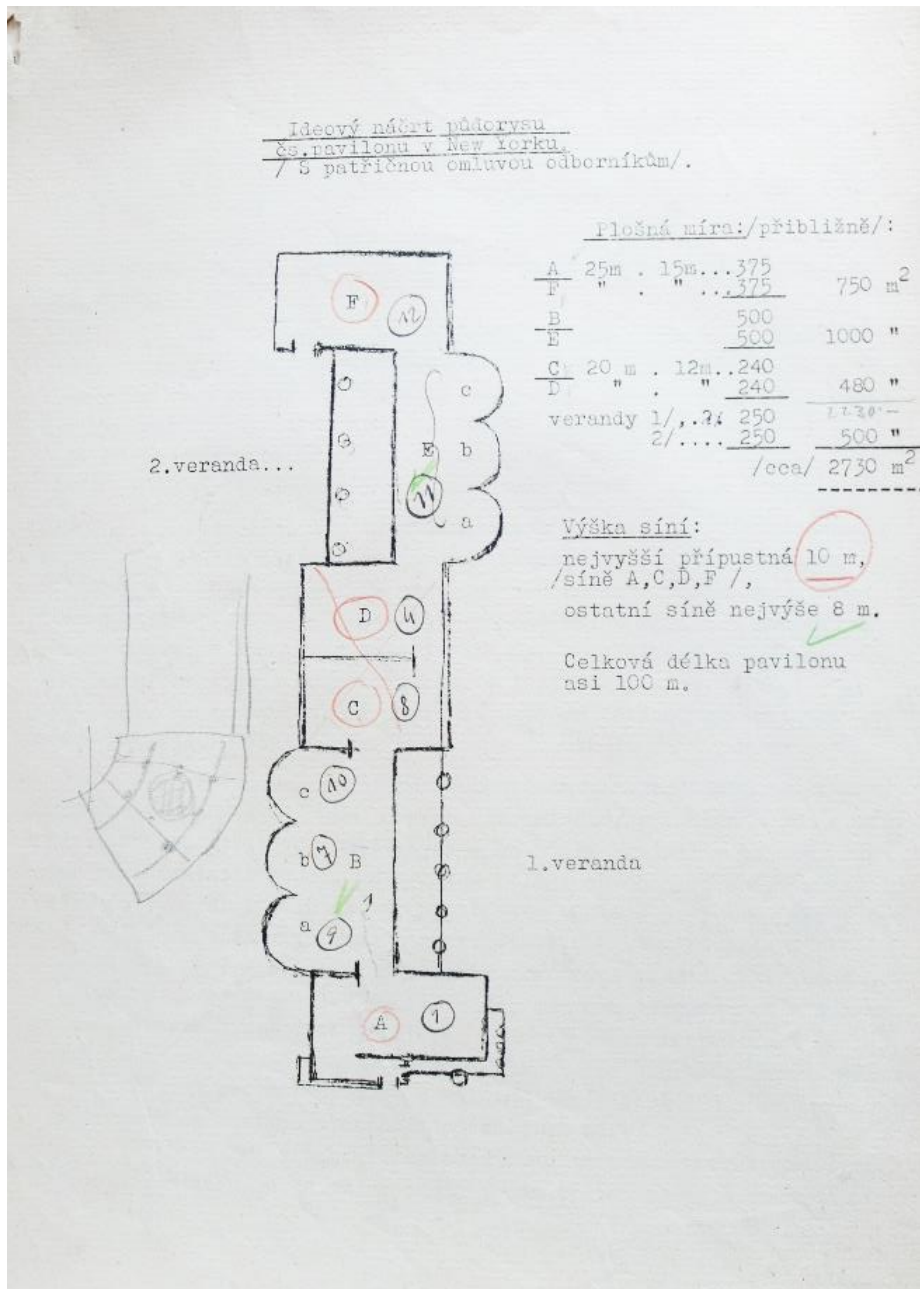 Ideový náčrt půdorysu
čs.pavilonu v New Yorku.
/ S patřičnou omluvou odborníkům/.
Plošná míra:/přibližně/:
A 25m . 15m...375
F " . " ...375 750 m²
B 500
E 500 1000 "
C 20 m . 12m..240
D " . " 240 480 "
2230.-
verandy 1/,.. 250
2/.... 250 500 "
/cca/ 2730 m²
Výška síní:
nejvyšší přípustná 10 m,
/síně A,C,D,F /,
ostatní síně nejvýše 8 m.
Celková délka pavilonu
asi 100 m.
F 12
c
E b
11 a
2.veranda...
D 4
C 8
c 10
b 7 B
a 9 1
1.veranda
A 1